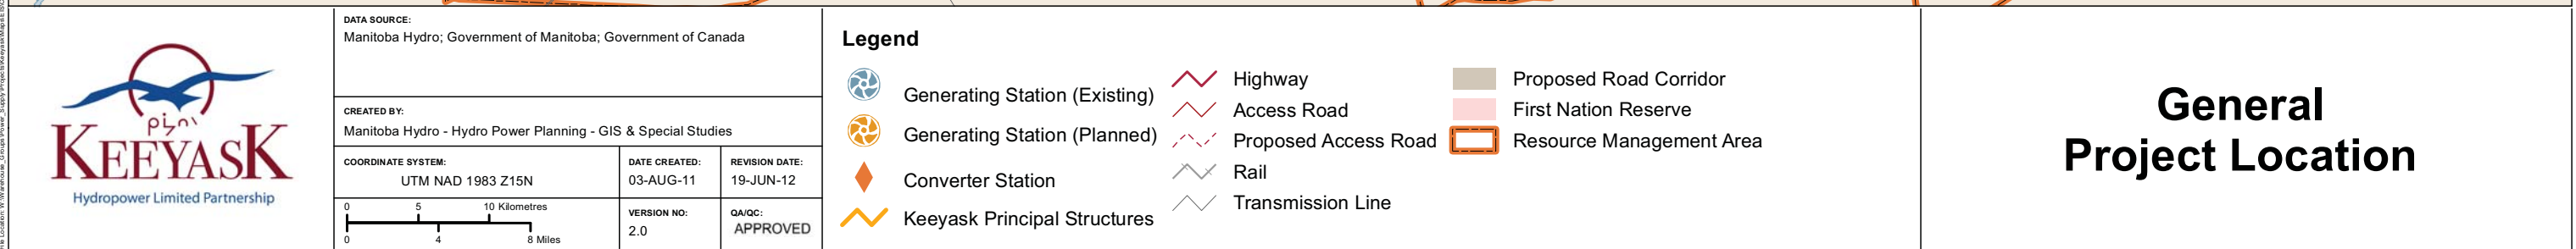 ᑭᔭᐢᐠ
KEEYASK
Hydropower Limited Partnership
DATA SOURCE:
Manitoba Hydro; Government of Manitoba; Government of Canada
CREATED BY:
Manitoba Hydro - Hydro Power Planning - GIS & Special Studies
COORDINATE SYSTEM:
UTM NAD 1983 Z15N
DATE CREATED:
03-AUG-11
REVISION DATE:
19-JUN-12
0 5 10 Kilometres
0 4 8 Miles
VERSION NO:
2.0
QA/QC:
APPROVED
Legend
Generating Station (Existing)
Generating Station (Planned)
Converter Station
Keeyask Principal Structures
Highway
Access Road
Proposed Access Road
Rail
Transmission Line
Proposed Road Corridor
First Nation Reserve
Resource Management Area
General
Project Location